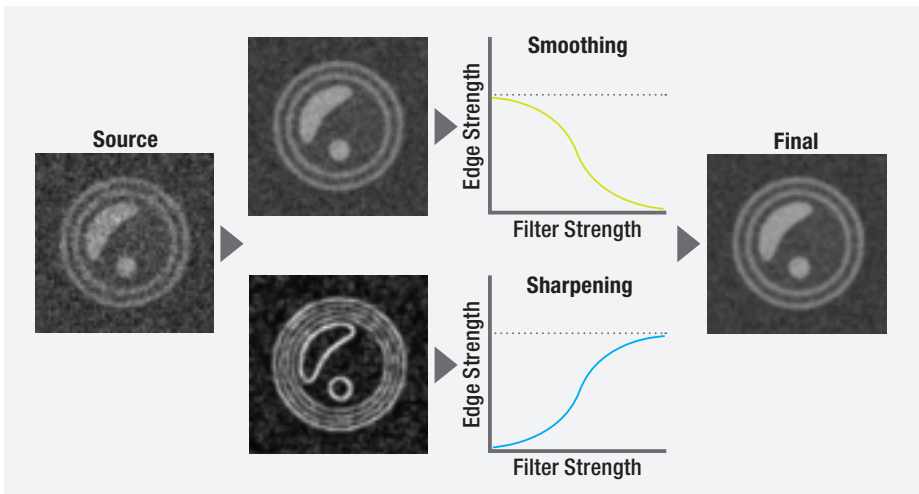 Source
Smoothing
Edge Strength
Filter Strength
Sharpening
Edge Strength
Filter Strength
Final